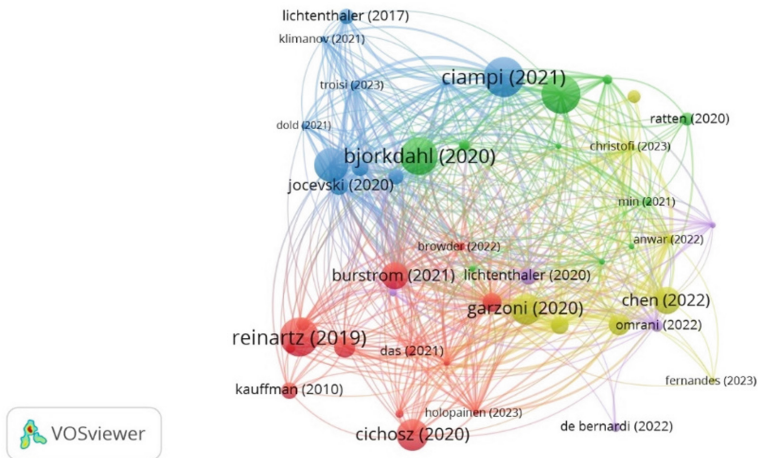 lichtenthaler (2017)
klimanov (2021)
ciampi (2021)
troisi (2023)
ratten (2020)
dold (2021)
christofi (2023)
bjorkdahl (2020)
jocevski (2020)
min (2021)
anwar (2022)
browder (2022)
burstrom (2021)
lichtenthaler (2020)
chen (2022)
garzoni (2020)
omrani (2022)
reinartz (2019)
das (2021)
fernandes (2023)
kauffman (2010)
holopainen (2023)
de bernardi (2022)
cichosz (2020)
VOSviewer